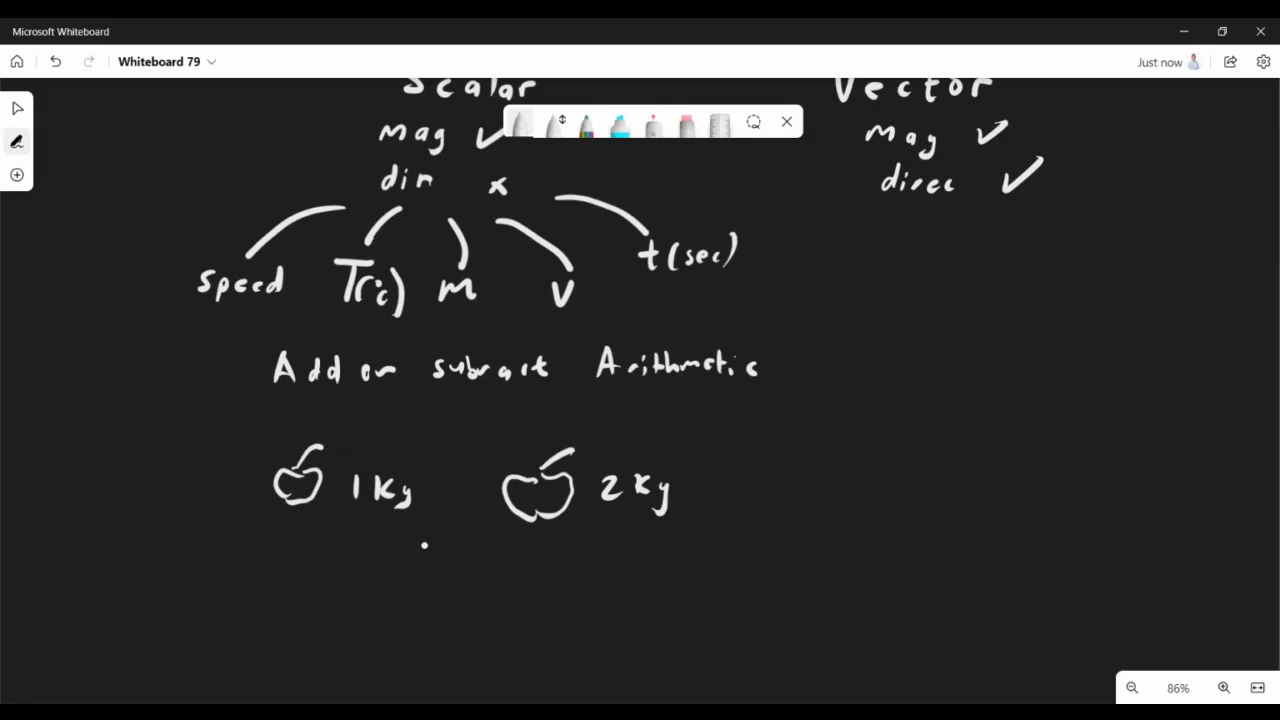 Microsoft Whiteboard
Whiteboard 79
Just now
Scalar
Vector
mag ✓
mag ✓
dir x
direc ✓
speed T(c) m V t(sec)
Add or subract Arithmetic
1 Kg 2 Kg
86%